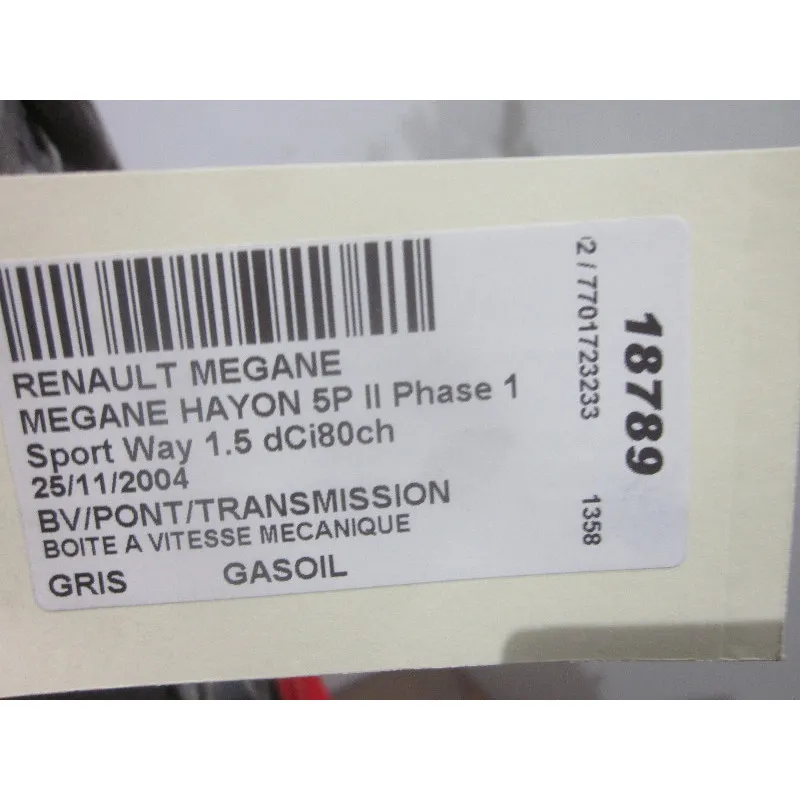 RENAULT MEGANE
MEGANE HAYON 5P II Phase 1
Sport Way 1.5 dCi80ch
25/11/2004
BV/PONT/TRANSMISSION
BOITE A VITESSE MECANIQUE
GRIS GASOIL
2 / 7701723233
1358
18789